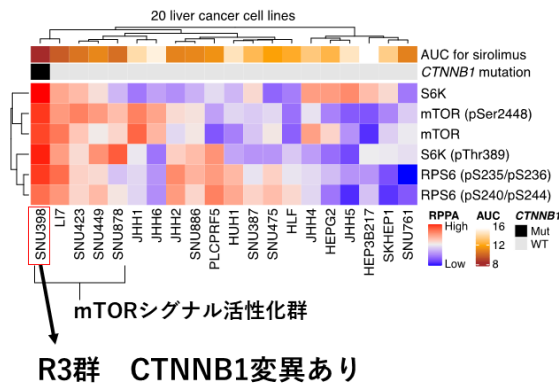 20 liver cancer cell lines
AUC for sirolimus
CTNNB1 mutation
S6K
mTOR (pSer2448)
mTOR
S6K (pThr389)
RPS6 (pS235/pS236)
RPS6 (pS240/pS244)
SNU398
LI7
SNU423
SNU449
SNU878
JHH1
JHH6
JHH2
SNU886
PLCPRF5
HUH1
SNU387
SNU475
HLF
JHH4
HEPG2
JHH5
HEP3B217
SKHEP1
SNU761
RPPA
High
Low
AUC
16
14
12
10
8
CTNNB1
Mut
WT
mTORシグナル活性化群
R3群 CTNNB1変異あり